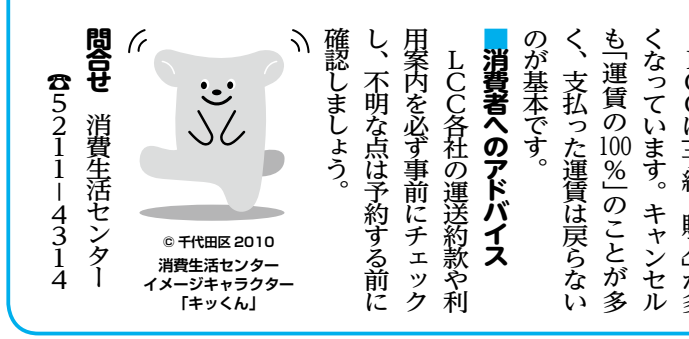 くなっています。キャンセル
も「運賃の100%」のことが多
く、支払った運賃は戻らない
のが基本です。
■消費者へのアドバイス
LCC各社の運送約款や利
用案内を必ず事前にチェック
し、不明な点は予約する前に
確認しましょう。
©千代田区 2010
消費生活センター
イメージキャラクター
「キッくん」
問合せ 消費生活センター
☎5211-4314